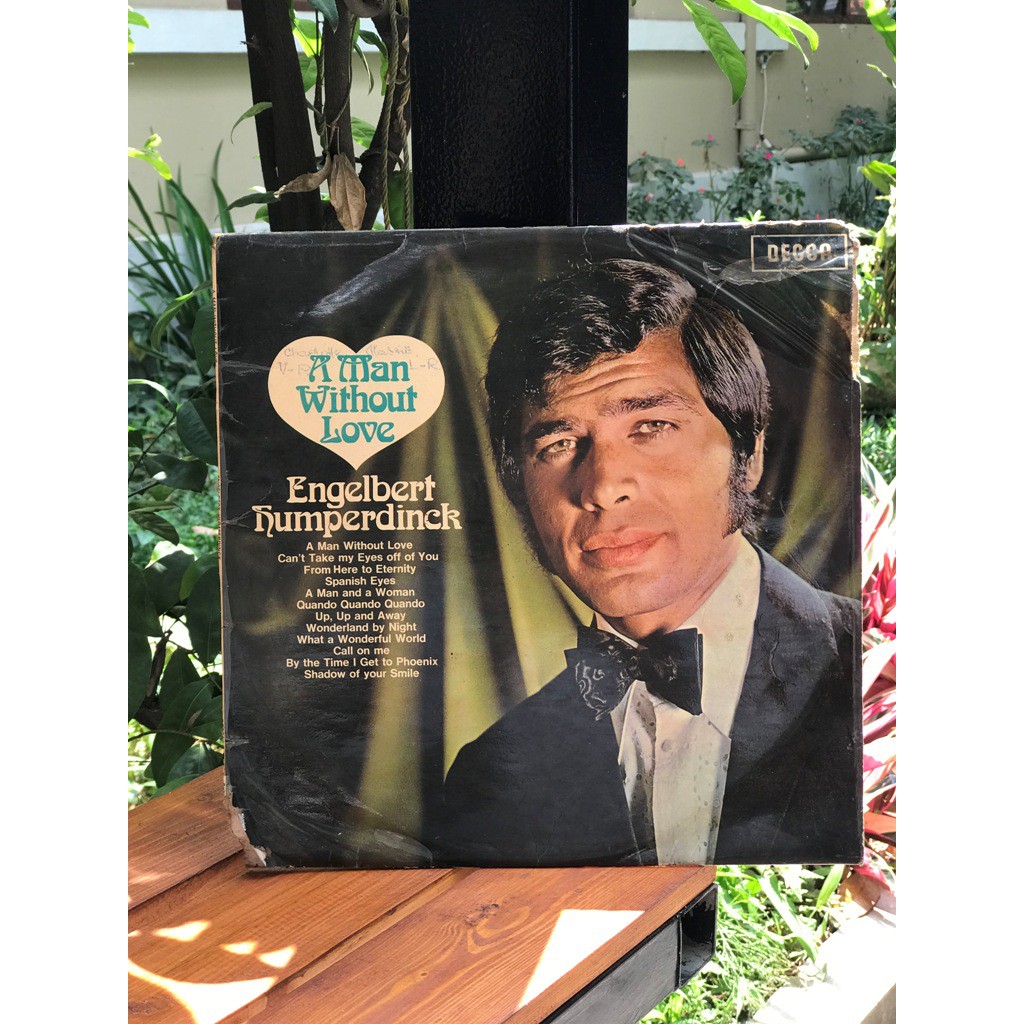 DECCA
A Man
Without
Love
Engelbert
Humperdinck
A Man Without Love
Can't Take my Eyes off of You
From Here to Eternity
Spanish Eyes
A Man and a Woman
Quando Quando Quando
Up, Up and Away
Wonderland by Night
What a Wonderful World
Call on me
By the Time I Get to Phoenix
Shadow of your Smile